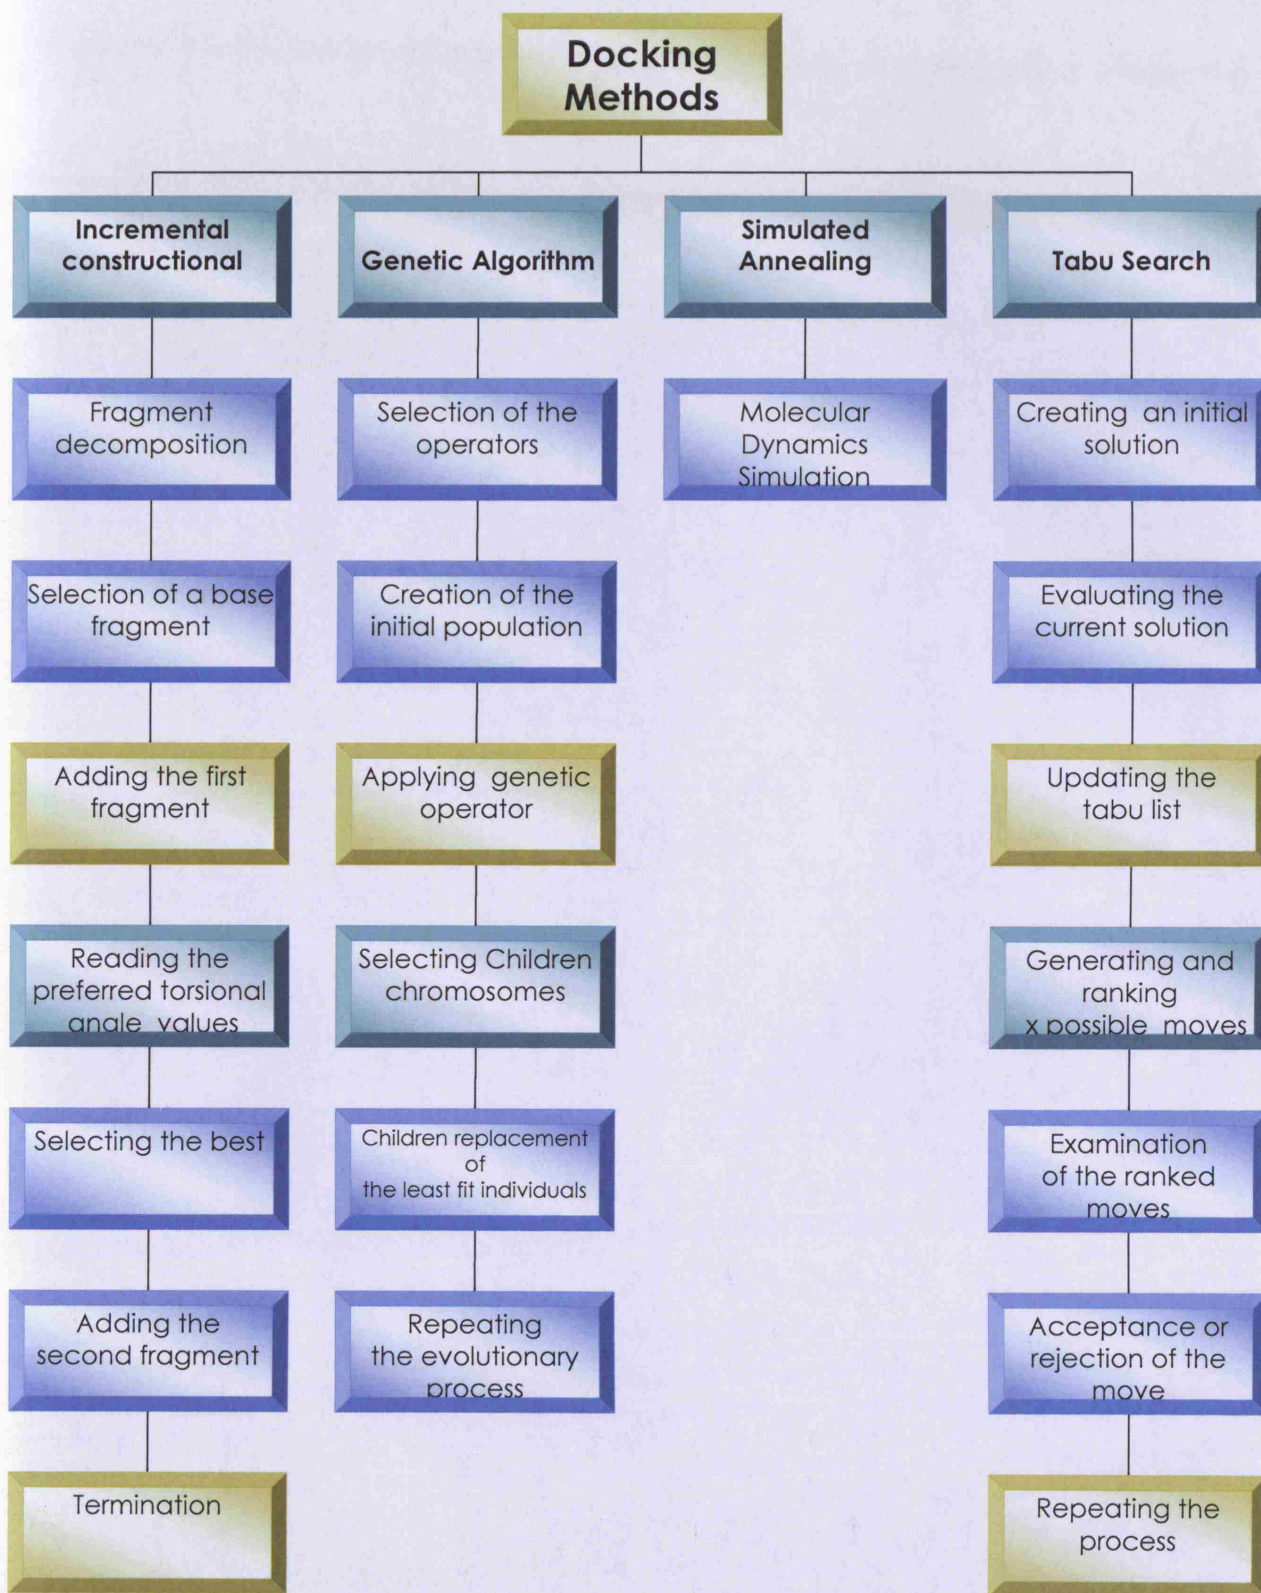 Docking
Methods
Incremental
constructional
Genetic Algorithm
Simulated
Annealing
Tabu Search
Fragment
decomposition
Selection of the
operators
Molecular
Dynamics
Simulation
Creating an initial
solution
Selection of a base
fragment
Creation of the
initial population
Evaluating the
current solution
Adding the first
fragment
Applying genetic
operator
Updating the
tabu list
Reading the
preferred torsional
angle values
Selecting Children
chromosomes
Generating and
ranking
x possible moves
Selecting the best
Children replacement
of
the least fit individuals
Examination
of the ranked
moves
Adding the
second fragment
Repeating
the evolutionary
process
Acceptance or
rejection of the
move
Termination
Repeating the
process